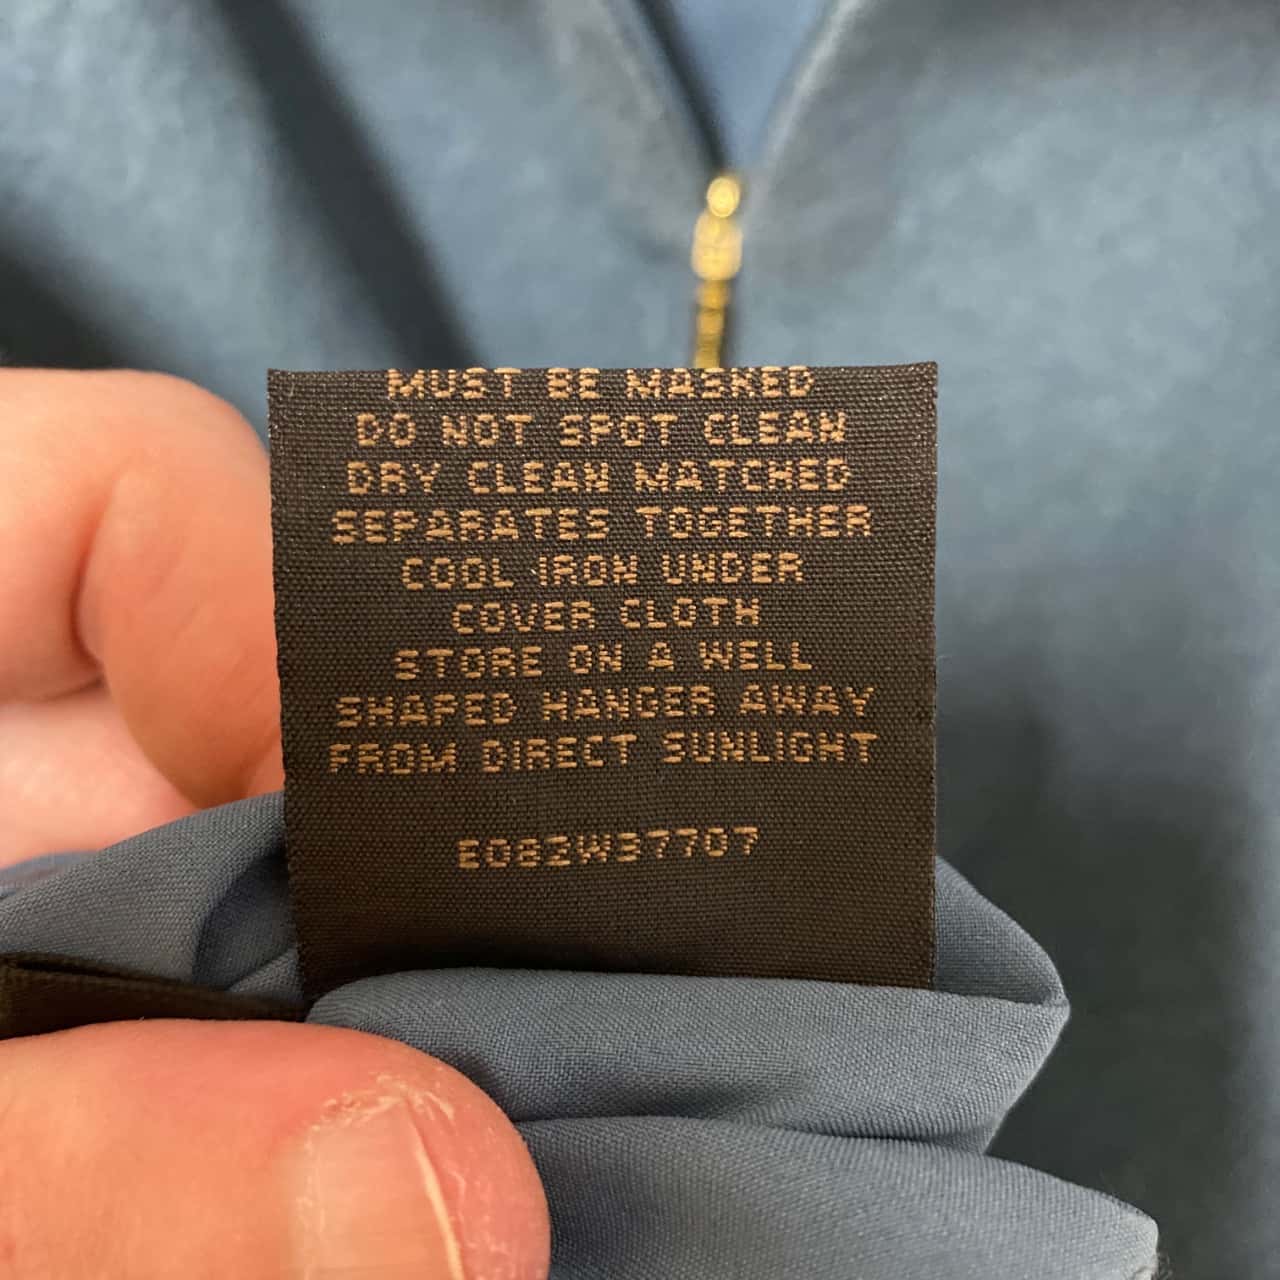 MUST BE MASKED
DO NOT SPOT CLEAN
DRY CLEAN MATCHED
SEPARATES TOGETHER
COOL IRON UNDER
COVER CLOTH
STORE ON A WELL
SHAPED HANGER AWAY
FROM DIRECT SUNLIGHT
E082W37707